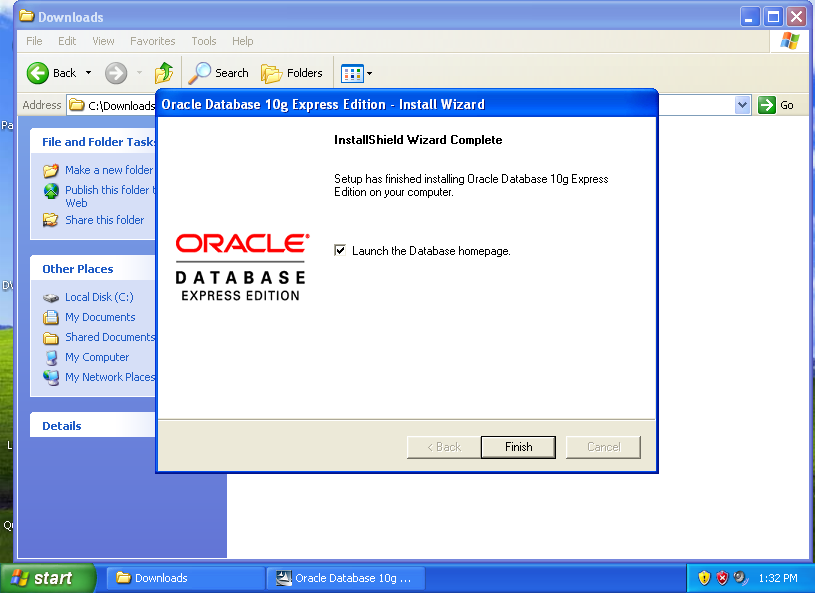 Downloads
File Edit View Favorites Tools Help
Back Search Folders
Address C:\Downloads Go
Oracle Database 10g Express Edition - Install Wizard
InstallShield Wizard Complete
Setup has finished installing Oracle Database 10g Express
Edition on your computer.
Launch the Database homepage.
ORACLE®
DATABASE
EXPRESS EDITION
< Back Finish Cancel
File and Folder Tasks
Make a new folder
Publish this folder t
Web
Share this folder
Other Places
Local Disk (C:)
My Documents
Shared Documents
My Computer
My Network Places
Details
Pa
start Downloads Oracle Database 10g ... 1:32 PM